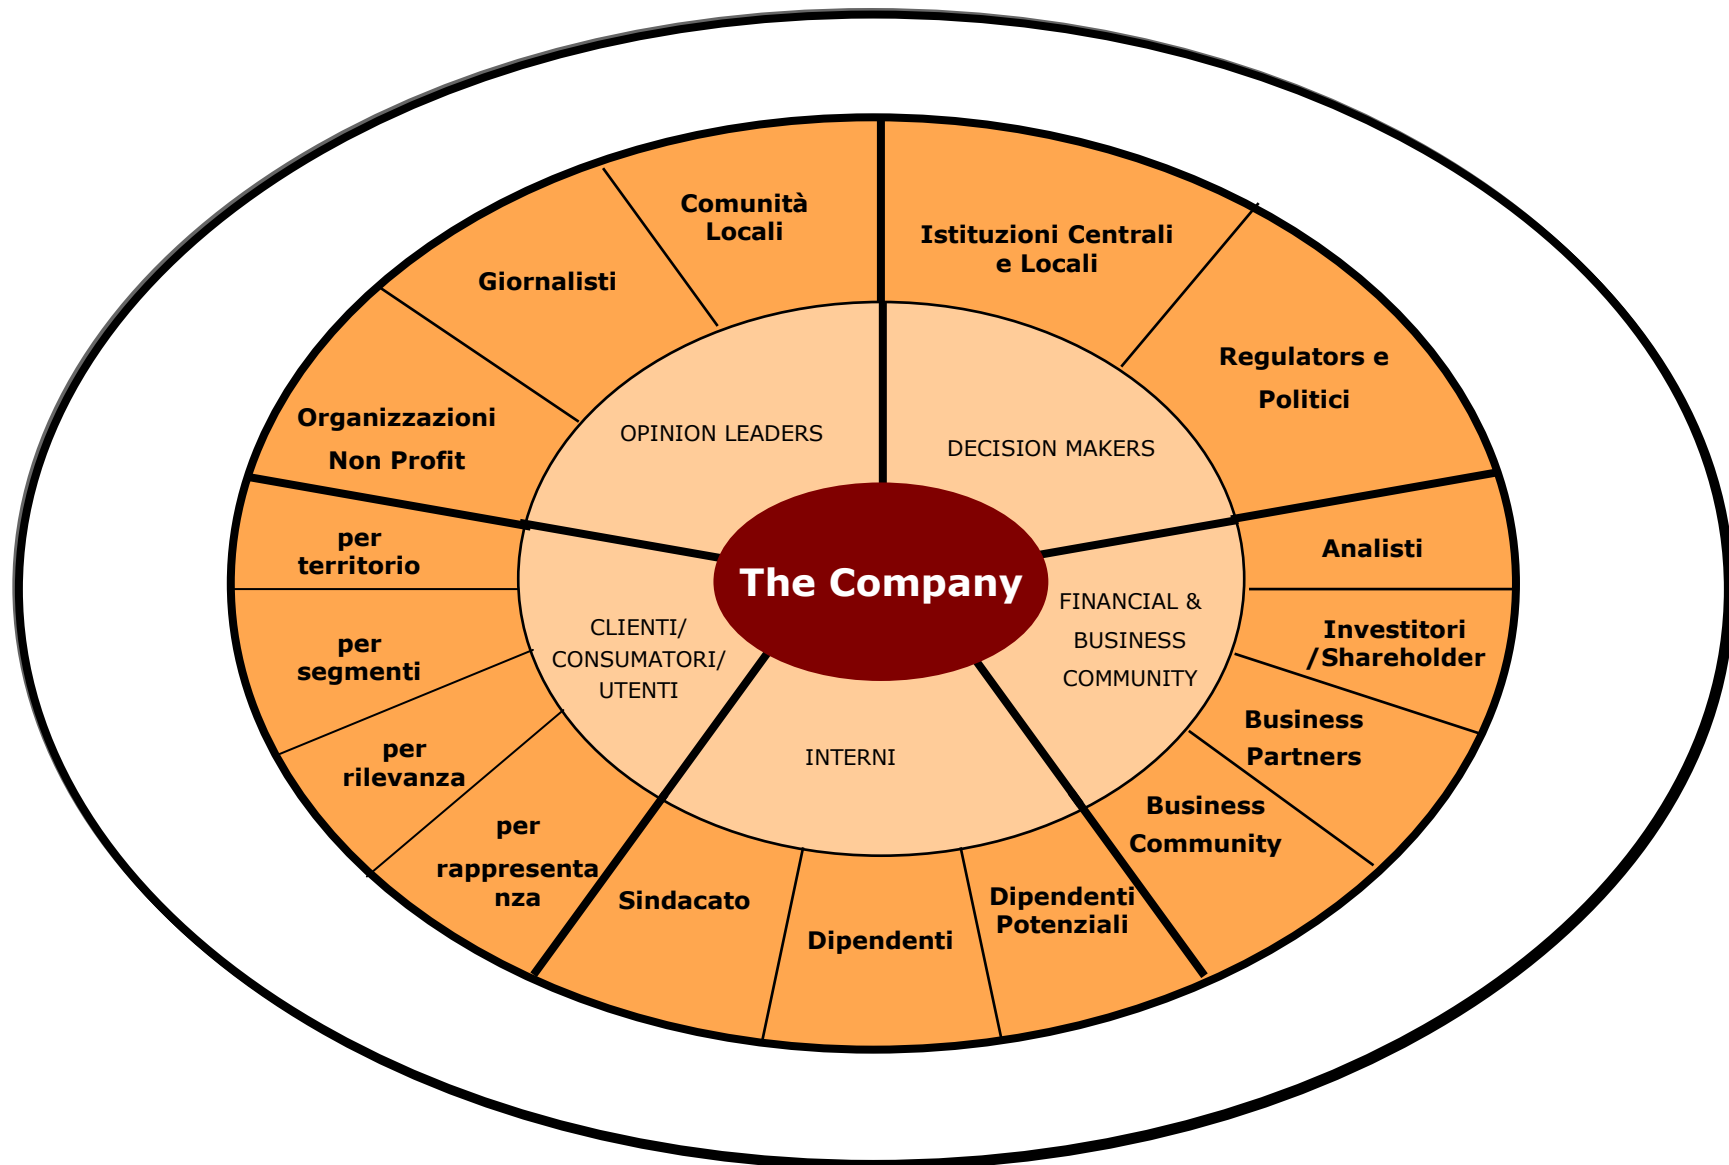 Comunità
Locali
Istituzioni Centrali
e Locali
Giornalisti
Regulators e
Politici
Organizzazioni
Non Profit
OPINION LEADERS
DECISION MAKERS
per
territorio
Analisti
The Company
FINANCIAL &
BUSINESS
COMMUNITY
CLIENTI/
CONSUMATORI/
UTENTI
per
segmenti
Investitori
/Shareholder
Business
Partners
per
rilevanza
INTERNI
Business
Community
per
rappresenta
nza
Sindacato
Dipendenti
Dipendenti
Potenziali